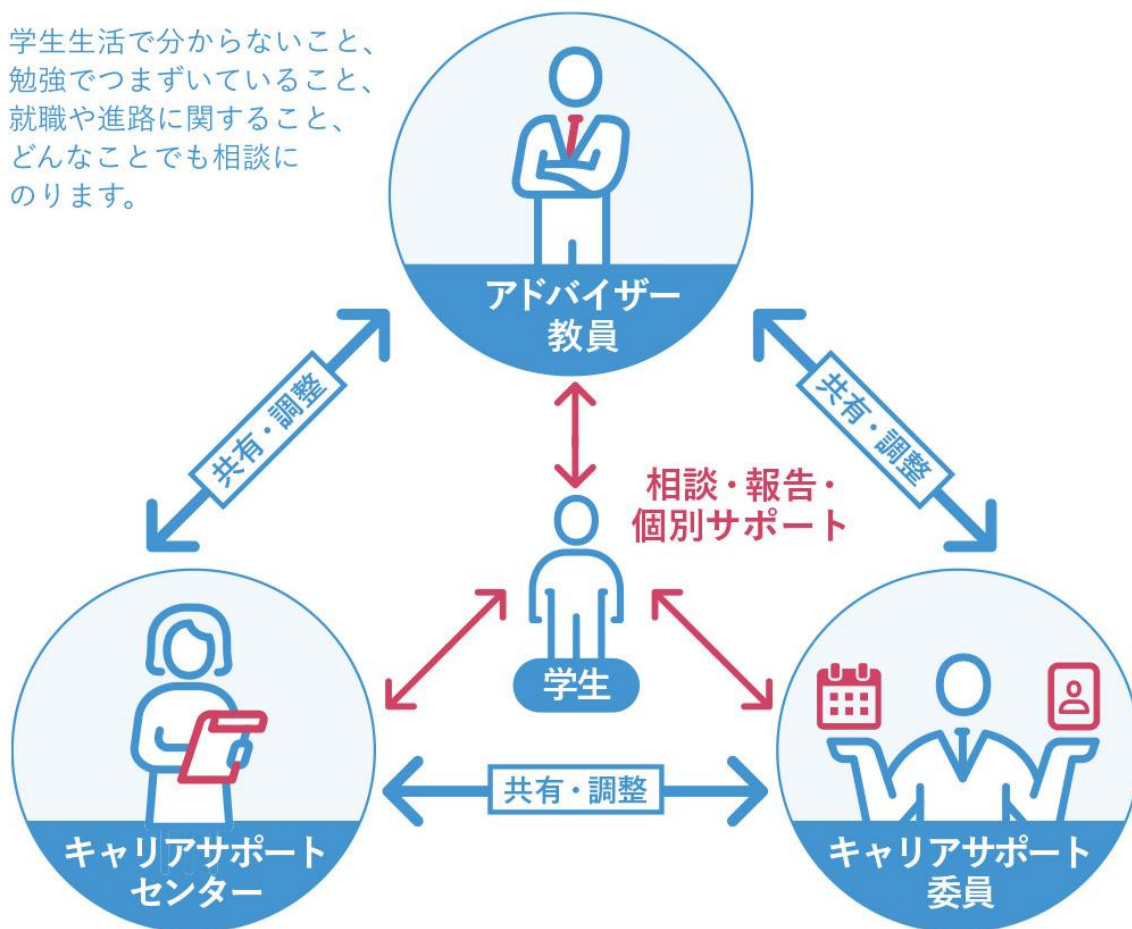 学生生活で分からないこと、
勉強でつまずいていること、
就職や進路に関すること、
どんなことでも相談に
のります。
アドバイザー
教員
共有・調整
共有・調整
相談・報告・
個別サポート
学生
共有・調整
キャリアサポート
センター
キャリアサポート
委員